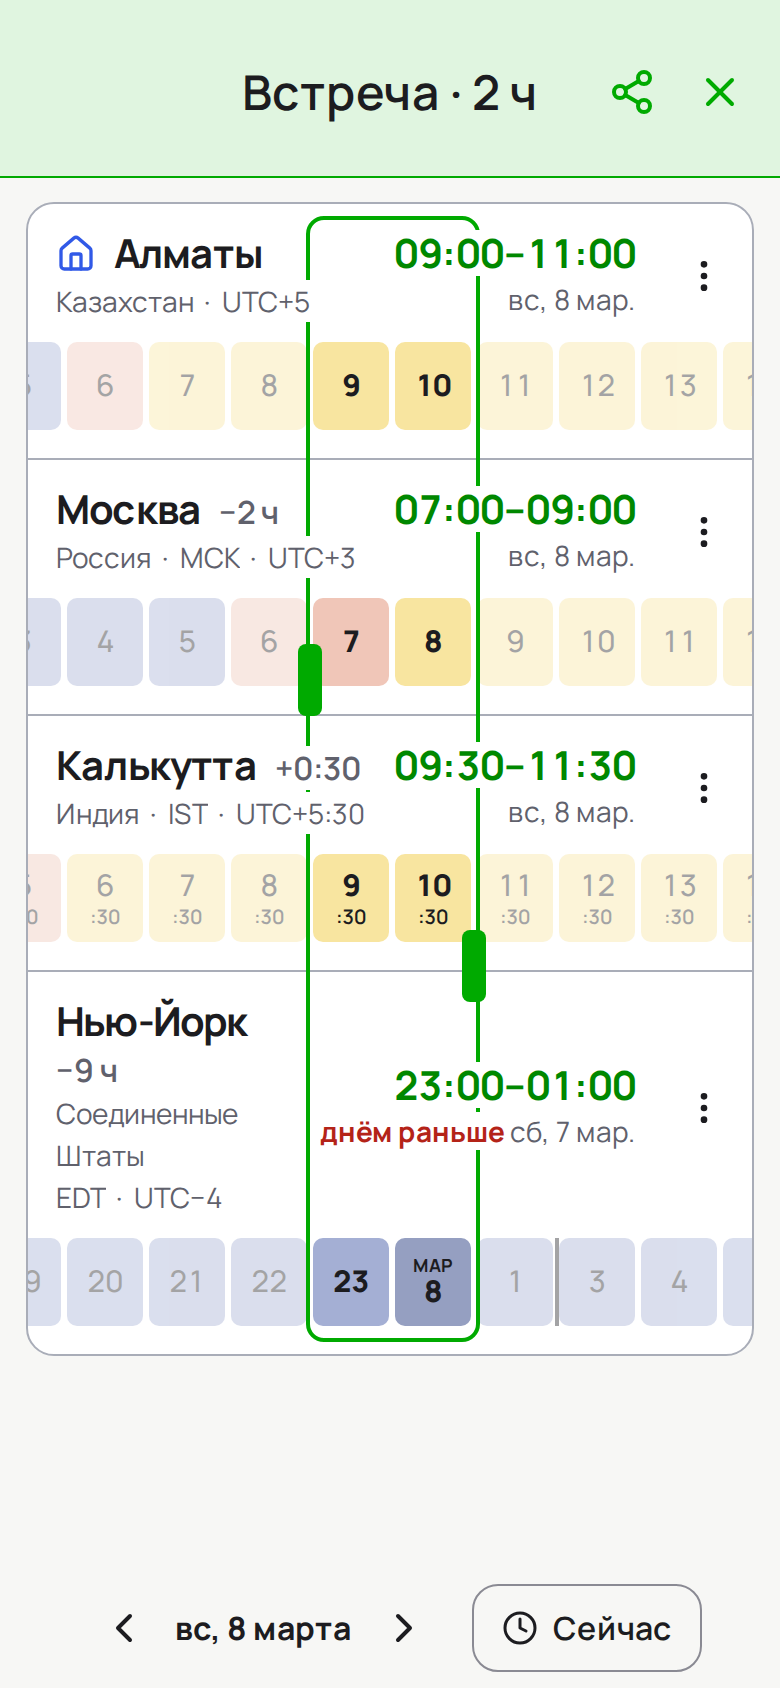 Встреча · 2 ч
Алматы 09:00–11:00
Казахстан · UTC+5 вс, 8 мар.
6 7 8 9 10 11 12 13
Москва −2 ч 07:00–09:00
Россия · МСК · UTC+3 вс, 8 мар.
4 5 6 7 8 9 10 11
Калькутта +0:30 09:30–11:30
Индия · IST · UTC+5:30 вс, 8 мар.
6 7 8 9 10 11 12 13
:30 :30 :30 :30 :30 :30 :30 :30
Нью-Йорк
−9 ч
Соединенные
Штаты
EDT · UTC−4
23:00–01:00
днём раньше сб, 7 мар.
9 20 21 22 23 МАР 8 1 3 4
вс, 8 марта Сейчас